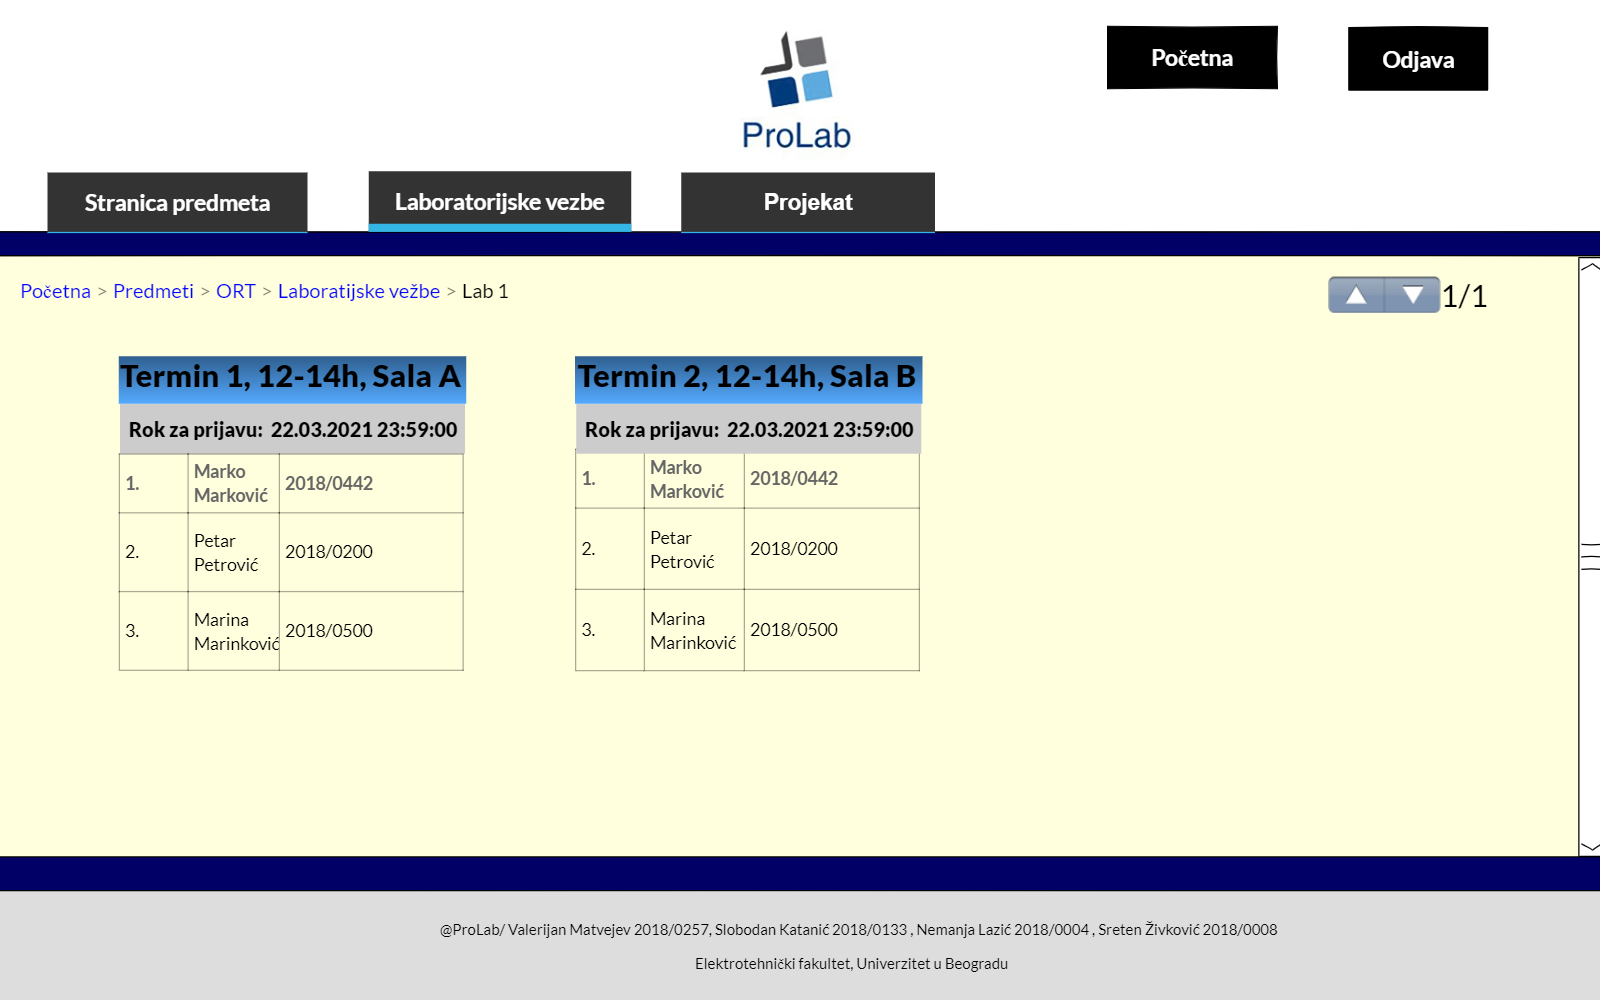 ProLab
Početna
Odjava
Stranica predmeta
Laboratorijske vezbe
Projekat
Početna > Predmeti > ORT > Laboratijske vežbe > Lab 1
1/1
Termin 1, 12-14h, Sala A
Rok za prijavu: 22.03.2021 23:59:00
1. Marko Marković 2018/0442
2. Petar Petrović 2018/0200
3. Marina Marinković 2018/0500
Termin 2, 12-14h, Sala B
Rok za prijavu: 22.03.2021 23:59:00
1. Marko Marković 2018/0442
2. Petar Petrović 2018/0200
3. Marina Marinković 2018/0500
@ProLab/ Valerijan Matvejev 2018/0257, Slobodan Katanić 2018/0133 , Nemanja Lazić 2018/0004 , Sreten Živković 2018/0008
Elektrotehnički fakultet, Univerzitet u Beogradu